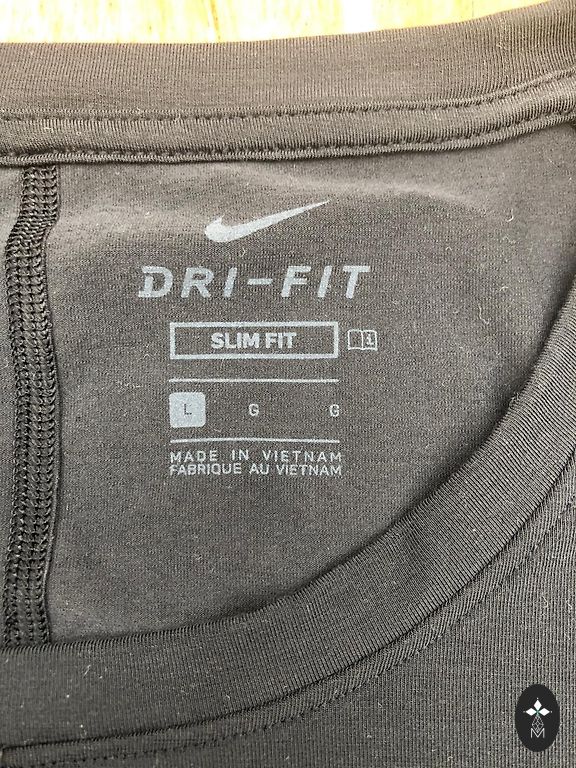 DRI-FIT
SLIM FIT
L G G
MADE IN VIETNAM
FABRIQUE AU VIETNAM
M